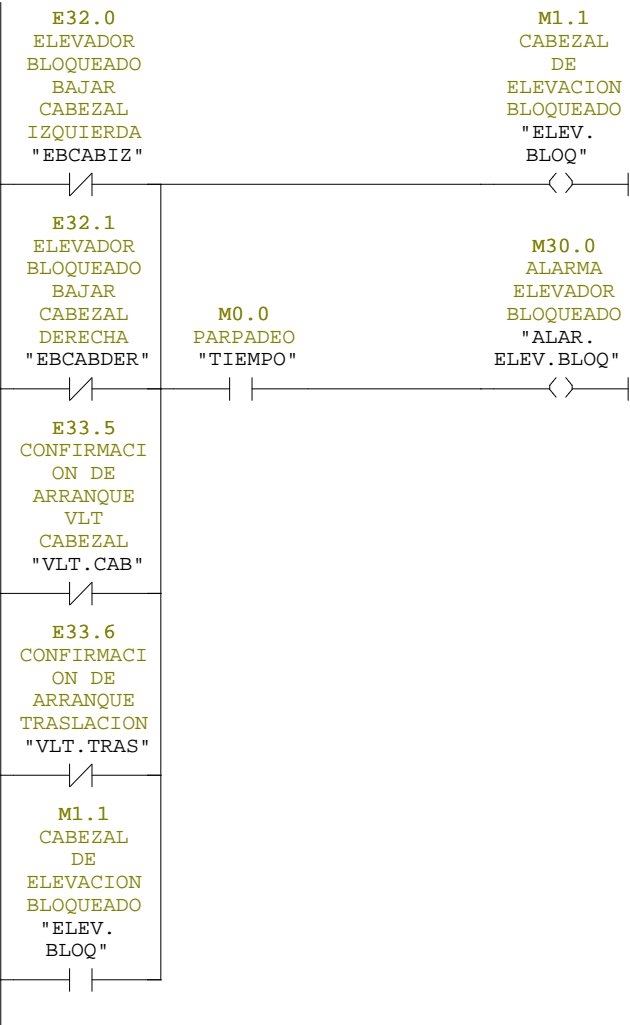 E32.0
ELEVADOR
BLOQUEADO
BAJAR
CABEZAL
IZQUIERDA
"EBCABIZ"
M1.1
CABEZAL
DE
ELEVACION
BLOQUEADO
"ELEV.
BLOQ"
E32.1
ELEVADOR
BLOQUEADO
BAJAR
CABEZAL
DERECHA
"EBCABDER"
M0.0
PARPADEO
"TIEMPO"
M30.0
ALARMA
ELEVADOR
BLOQUEADO
"ALAR.
ELEV.BLOQ"
E33.5
CONFIRMACI
ON DE
ARRANQUE
VLT
CABEZAL
"VLT.CAB"
E33.6
CONFIRMACI
ON DE
ARRANQUE
TRASLACION
"VLT.TRAS"
M1.1
CABEZAL
DE
ELEVACION
BLOQUEADO
"ELEV.
BLOQ"